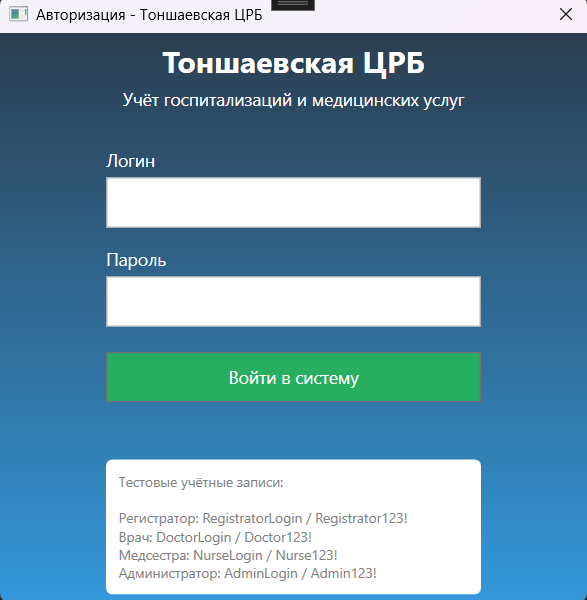 Авторизация - Тоншаевская ЦРБ
Тоншаевская ЦРБ
Учёт госпитализаций и медицинских услуг
Логин
Пароль
Войти в систему
Тестовые учётные записи:
Регистратор: RegistratorLogin / Registrator123!
Врач: DoctorLogin / Doctor123!
Медсестра: NurseLogin / Nurse123!
Администратор: AdminLogin / Admin123!